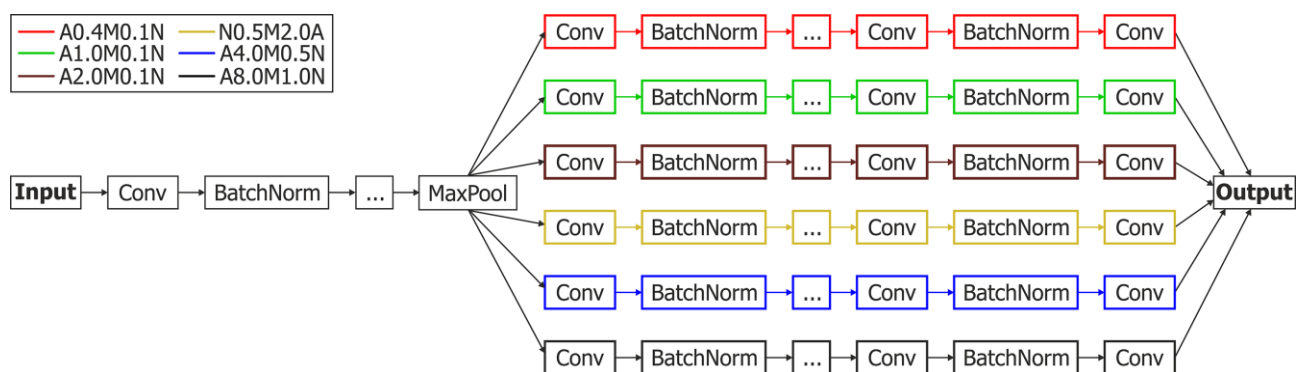 A0.4M0.1N N0.5M2.0A
A1.0M0.1N A4.0M0.5N
A2.0M0.1N A8.0M1.0N
Conv BatchNorm ... Conv BatchNorm Conv
Conv BatchNorm ... Conv BatchNorm Conv
Conv BatchNorm ... Conv BatchNorm Conv
Input Conv BatchNorm ... MaxPool Output
Conv BatchNorm ... Conv BatchNorm Conv
Conv BatchNorm ... Conv BatchNorm Conv
Conv BatchNorm ... Conv BatchNorm Conv